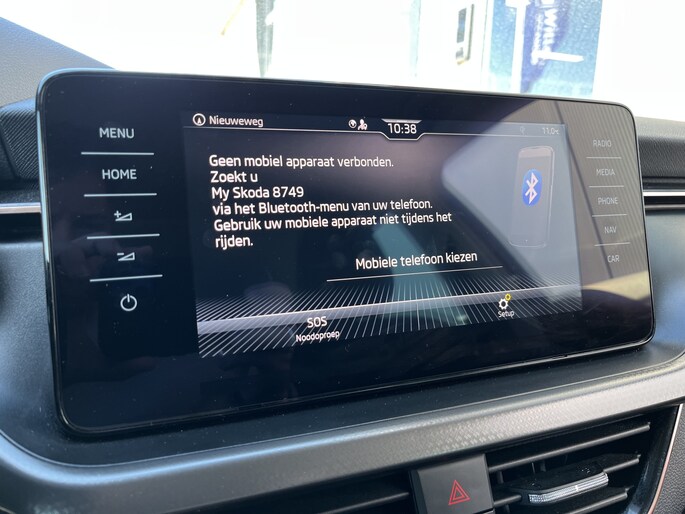 Nieuweweg
10:38
11.0
MENU
HOME
Geen mobiel apparaat verbonden.
Zoekt u
My Skoda 8749
via het Bluetooth-menu van uw telefoon.
Gebruik uw mobiele apparaat niet tijdens het
rijden.
Mobiele telefoon kiezen
SOS
Noodoproep
Setup
RADIO
MEDIA
PHONE
NAV
CAR